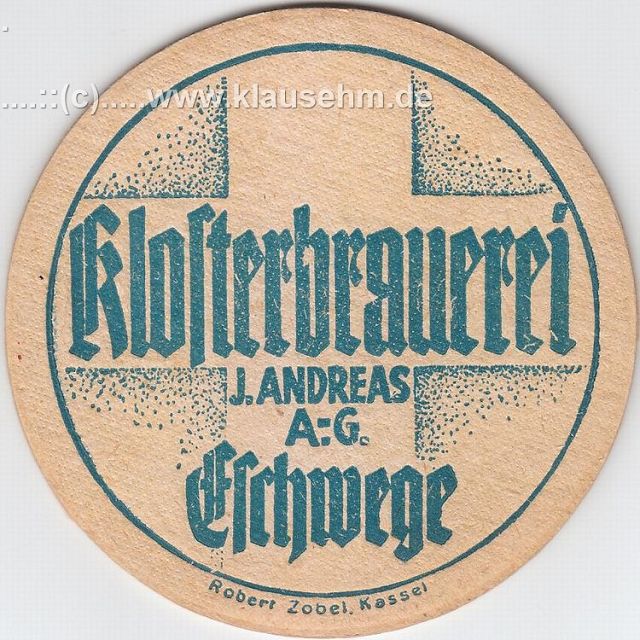 .....::(c).....www.klausehm.de
Kloſterbrauerei
J. ANDREAS
A:G.
Eſchwege
Robert Zobel, Kassel